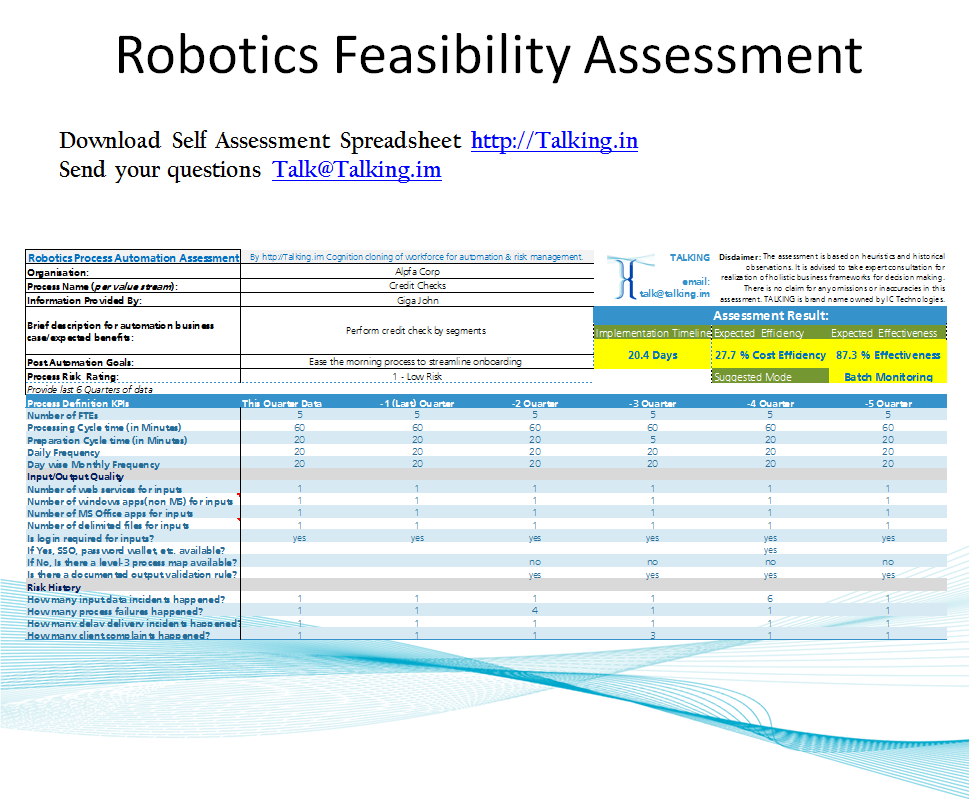 Robotics Feasibility Assessment
Download Self Assessment Spreadsheet http://Talking.in
Send your questions Talk@Talking.im
Robotics Process Automation Assessment By http://Talking.im Cognition cloning of workforce for automation & risk management.
Organisation: Alpfa Corp
Process Name (per value stream): Credit Checks
Information Provided By: Giga John
Brief description for automation business case/expected benefits: Perform credit check by segments
Post Automation Goals: Ease the morning process to streamline onboarding
Process Risk Rating: 1 - Low Risk
TALKING
email:
talk@talking.im
Disclaimer: The assessment is based on heuristics and historical
observations. It is advised to take expert consultation for
realization of holistic business frameworks for decision making.
There is no claim for any omissions or inaccuracies in this
assessment. TALKING is brand name owned by IC Technologies.
Assessment Result:
Implementation Timeline Expected Efficiency Expected Effectiveness
20.4 Days 27.7 % Cost Efficiency 87.3 % Effectiveness
Suggested Mode Batch Monitoring
Provide last 6 Quarters of data
Process Definition KPIs This Quarter Data -1 (Last) Quarter -2 Quarter -3 Quarter -4 Quarter -5 Quarter
Number of FTEs 5 5 5 5 5 5
Processing Cycle time (in Minutes) 60 60 60 60 60 60
Preparation Cycle time (in Minutes) 20 20 20 5 20 20
Daily Frequency 20 20 20 20 20 20
Day wise Monthly Frequency 20 20 20 20 20 20
Input/Output Quality
Number of web services for inputs 1 1 1 1 1 1
Number of windows apps(non MS) for inputs 1 1 1 1 1 1
Number of MS Office apps for inputs 1 1 1 1 1 1
Number of delimited files for inputs 1 1 1 1 1 1
Is login required for inputs? yes yes yes yes yes yes
If Yes, SSO, password wallet, etc. available? yes
If No, Is there a level-3 process map available? no no no no
Is there a documented output validation rule? yes yes yes yes
Risk History
How many input data incidents happened? 1 1 1 1 6 1
How many process failures happened? 1 1 4 1 1 1
How many delay delivery incidents happened? 1 1 1 1 1 1
How many client complaints happened? 1 1 1 3 1 1